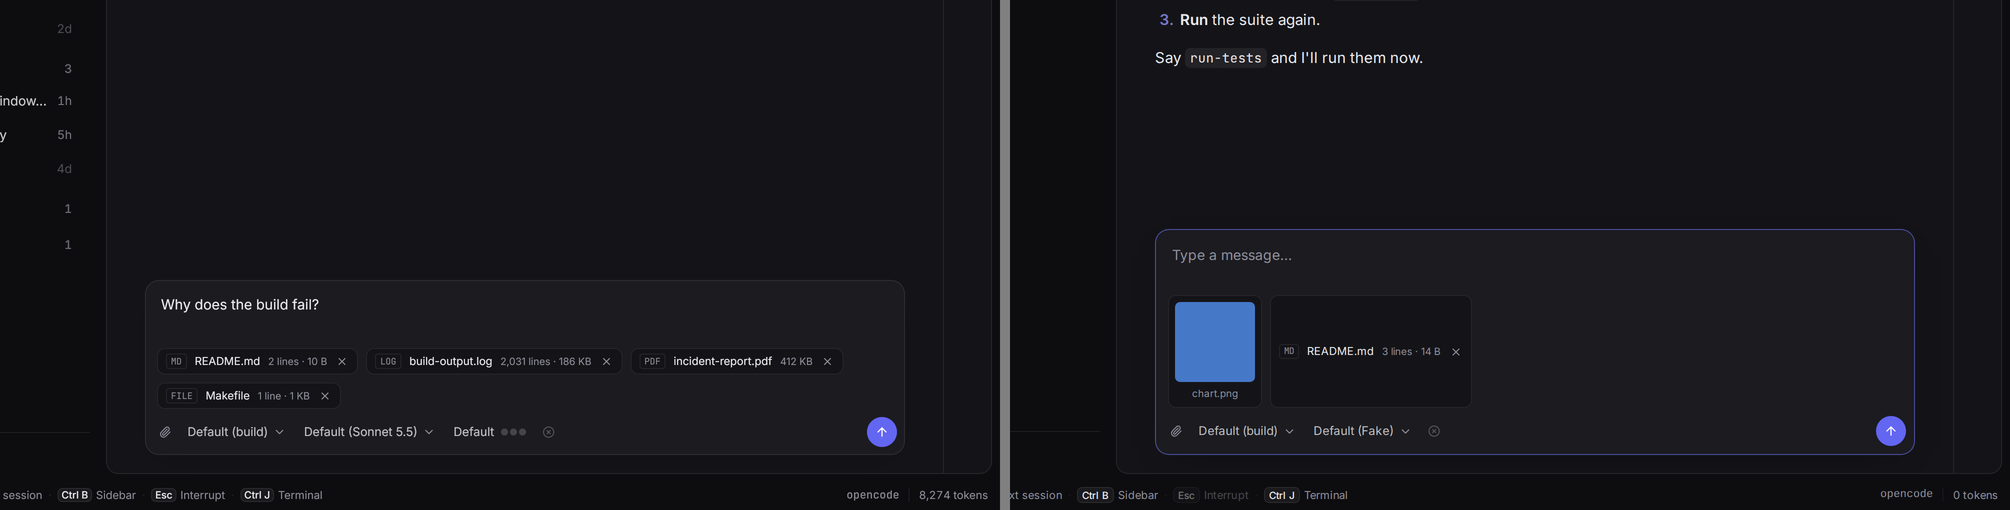 2d
3
indow... 1h
y 5h
4d
1
1
Why does the build fail?
MD README.md 2 lines · 10 B
LOG build-output.log 2,031 lines · 186 KB
PDF incident-report.pdf 412 KB
FILE Makefile 1 line · 1 KB
Default (build) Default (Sonnet 5.5) Default
session · Ctrl B Sidebar · Esc Interrupt · Ctrl J Terminal
opencode 8,274 tokens
3. Run the suite again.
Say run-tests and I'll run them now.
Type a message...
chart.png
MD README.md 3 lines · 14 B
Default (build) Default (Fake)
xt session · Ctrl B Sidebar · Esc Interrupt · Ctrl J Terminal
opencode 0 tokens